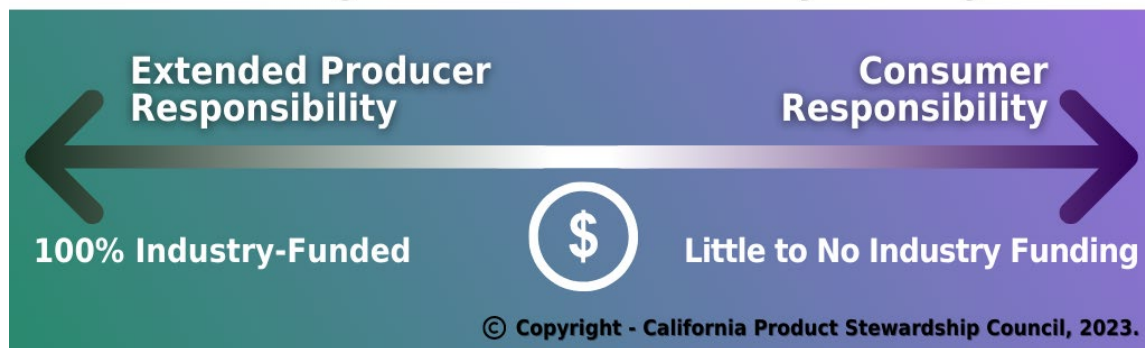 Extended Producer
Responsibility
Consumer
Responsibility
$
100% Industry-Funded
Little to No Industry Funding
© Copyright - California Product Stewardship Council, 2023.